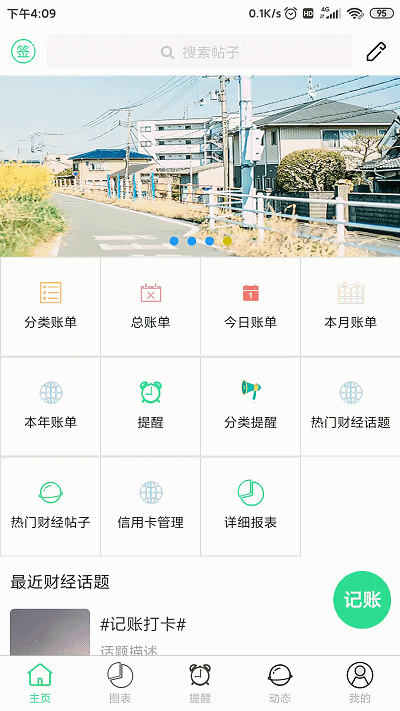 下午4:09
0.1K/s HD 4G 95
签
搜索帖子
分类账单
总账单
1
今日账单
本月账单
本年账单
提醒
分类提醒
热门财经话题
热门财经帖子
信用卡管理
详细报表
最近财经话题
记账
#记账打卡#
话题描述
主页
图表
提醒
动态
我的